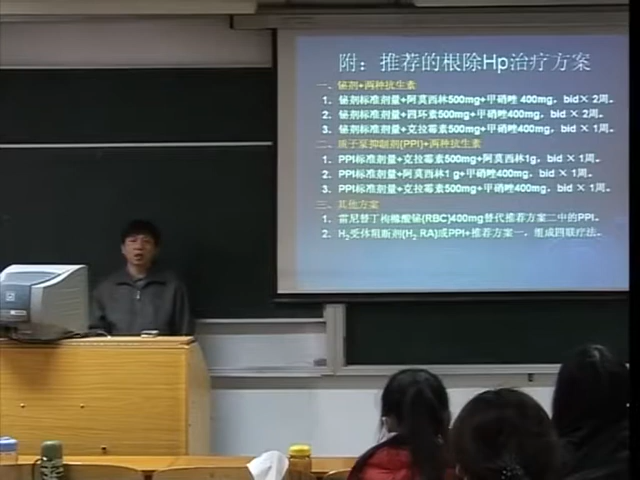 附：推荐的根除Hp治疗方案
一、铋剂+两种抗生素
1. 铋剂标准剂量+阿莫西林500mg+甲硝唑 400mg，bid×2周。
2. 铋剂标准剂量+四环素500mg+甲硝唑400mg，bid×2周。
3. 铋剂标准剂量+克拉霉素500mg+甲硝唑400mg，bid×1周。
二、质子泵抑制剂(PPI)+两种抗生素
1. PPI标准剂量+克拉霉素500mg+阿莫西林1g，bid×1周。
2. PPI标准剂量+阿莫西林1 g+甲硝唑400mg，bid×1周。
3. PPI标准剂量+克拉霉素500mg+甲硝唑400mg，bid×1周。
三、其他方案
1. 雷尼替丁枸橼酸铋(RBC)400mg替代推荐方案二中的PPI。
2. H2受体阻断剂(H2 RA)或PPI+推荐方案一，组成四联疗法。